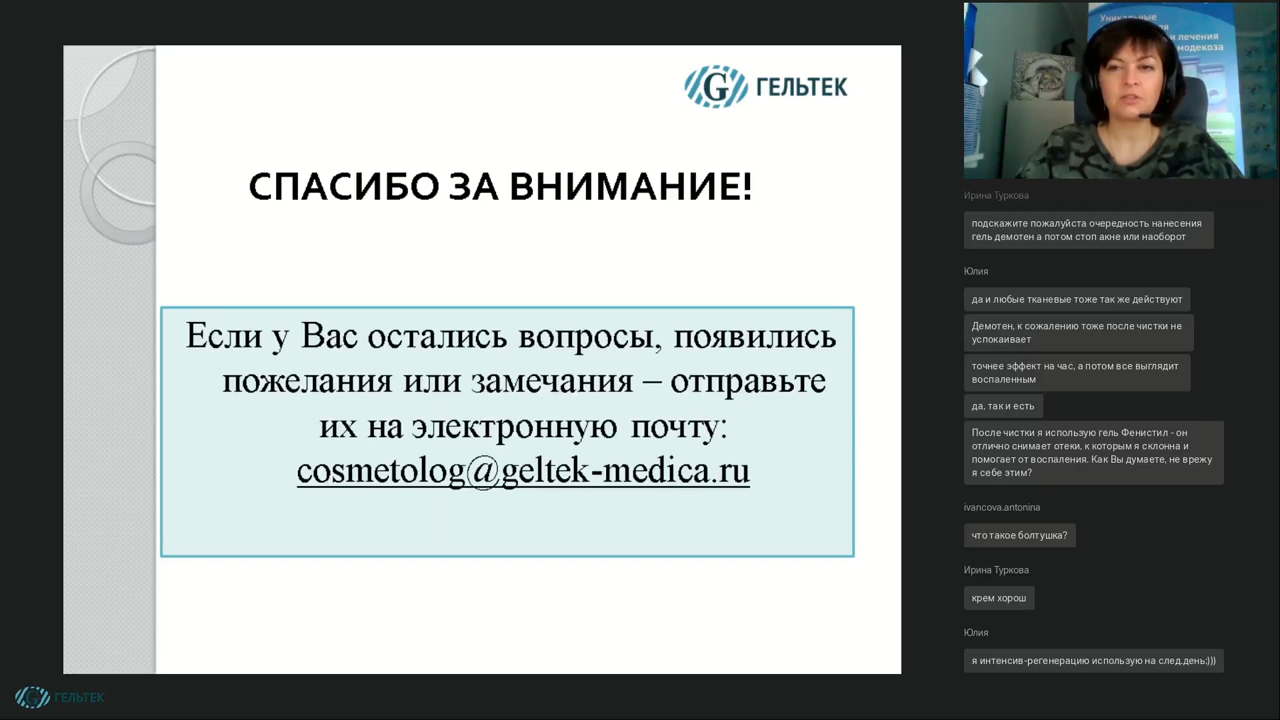 ГЕЛЬТЕК
СПАСИБО ЗА ВНИМАНИЕ!
Если у Вас остались вопросы, появились
пожелания или замечания – отправьте
их на электронную почту:
cosmetolog@geltek-medica.ru
ГЕЛЬТЕК
Уникальные
и лечения
модекоза
Ирина Туркова
подскажите пожалуйста очередность нанесения
гель демотен а потом стоп акне или наоборот
Юлия
да и любые тканевые тоже так же действуют
Демотен, к сожалению тоже после чистки не
успокаивает
точнее эффект на час, а потом все выглядит
воспаленным
да, так и есть
После чистки я использую гель Фенистил - он
отлично снимает отеки, к которым я склонна и
помогает от воспаления. Как Вы думаете, не врежу
я себе этим?
ivancova.antonina
что такое болтушка?
Ирина Туркова
крем хорош
Юлия
я интенсив-регенерацию использую на след.день:)))